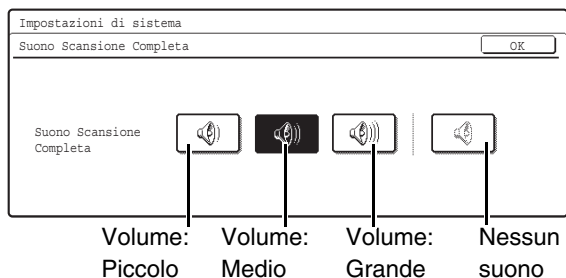 Impostazioni di sistema
Suono Scansione Completa
OK
Suono Scansione
Completa
Volume: Piccolo
Volume: Medio
Volume: Grande
Nessun suono